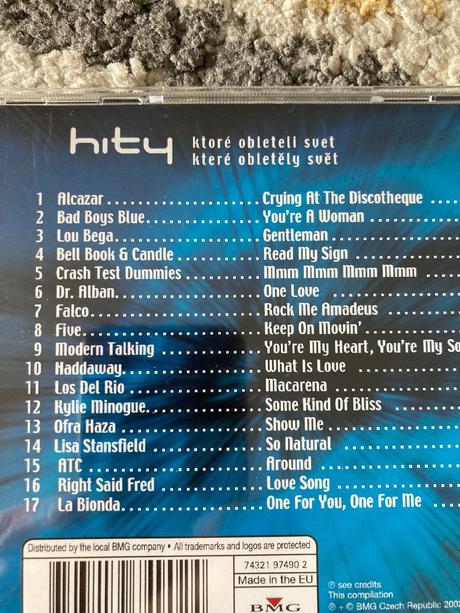 hity ktoré obleteli svet
které obletěly svět
1 Alcazar Crying At The Discotheque
2 Bad Boys Blue You're A Woman
3 Lou Bega Gentleman
4 Bell Book & Candle Read My Sign
5 Crash Test Dummies Mmm Mmm Mmm Mmm
6 Dr. Alban One Love
7 Falco Rock Me Amadeus
8 Five Keep On Movin'
9 Modern Talking You're My Heart, You're My So
10 Haddaway What Is Love
11 Los Del Rio Macarena
12 Kylie Minogue Some Kind Of Bliss
13 Ofra Haza Show Me
14 Lisa Stansfield So Natural
15 ATC Around
16 Right Said Fred Love Song
17 La Bionda One For You, One For Me
Distributed by the local BMG company • All trademarks and logos are protected
74321 97490 2
Made in the EU
BMG
℗ see credits
This compilation
℗ + © BMG Czech Republic